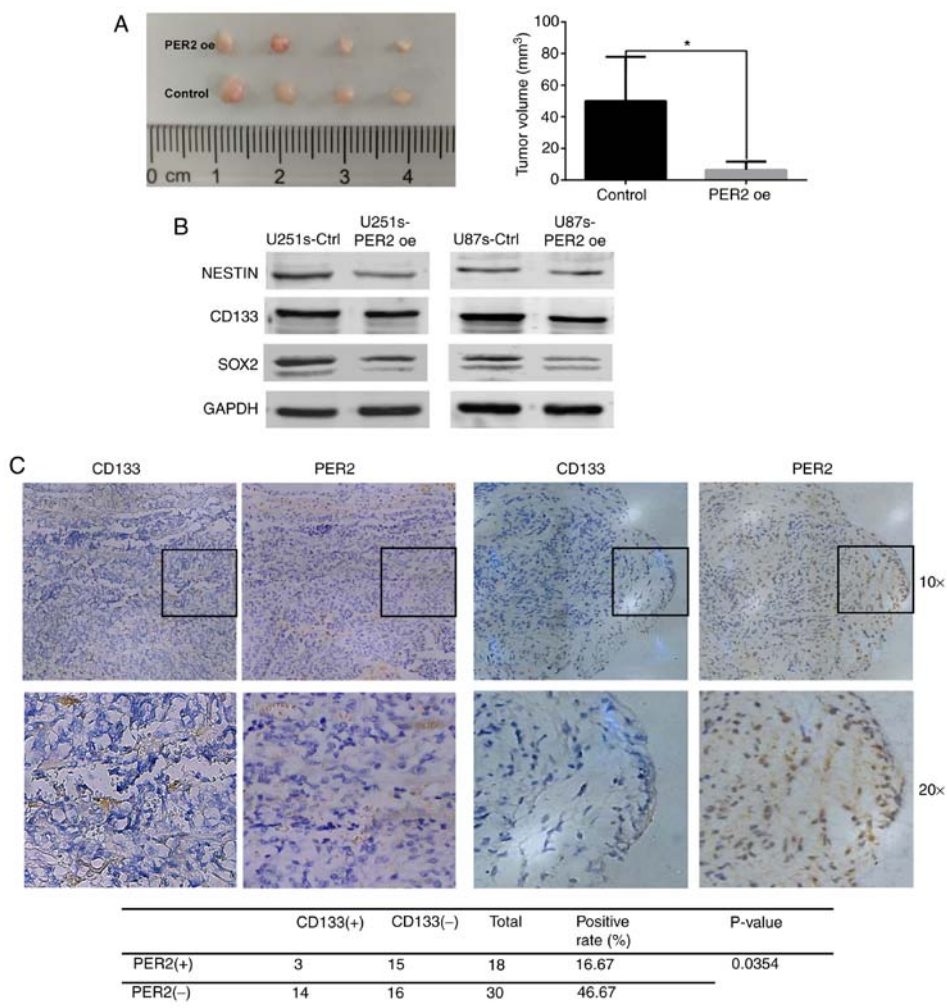 A
PER2 oe
Control
0 cm 1 2 3 4
Tumor volume (mm³)
100
80
60
40
20
0
*
Control PER2 oe
B
U251s-Ctrl U251s-PER2 oe U87s-Ctrl U87s-PER2 oe
NESTIN
CD133
SOX2
GAPDH
C
CD133 PER2 CD133 PER2
10×
20×
CD133(+) CD133(−) Total Positive rate (%) P-value
PER2(+) 3 15 18 16.67 0.0354
PER2(−) 14 16 30 46.67